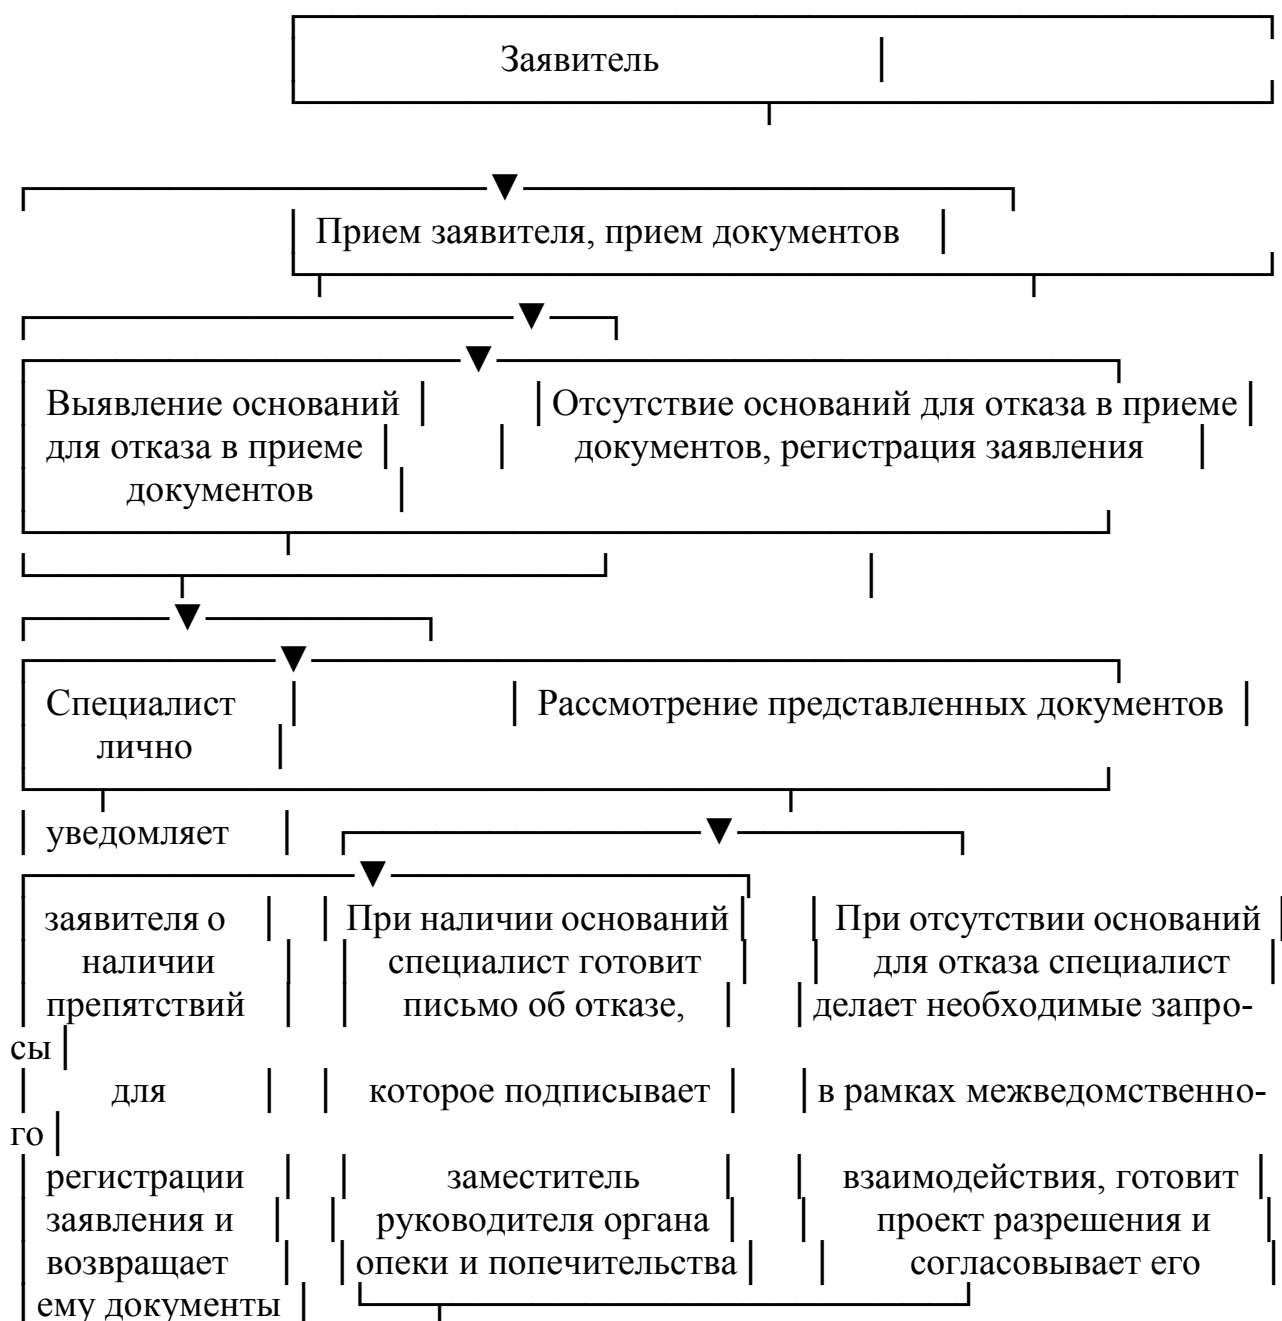 Заявитель
Прием заявителя, прием документов
Выявление оснований Отсутствие оснований для отказа в приеме
для отказа в приеме документов, регистрация заявления
документов
Специалист Рассмотрение представленных документов
лично
уведомляет
заявителя о При наличии оснований При отсутствии оснований
наличии специалист готовит для отказа специалист
препятствий письмо об отказе, делает необходимые запро-
сы
для которое подписывает в рамках межведомственно-
го
регистрации заместитель взаимодействия, готовит
заявления и руководителя органа проект разрешения и
возвращает опеки и попечительства согласовывает его
ему документы